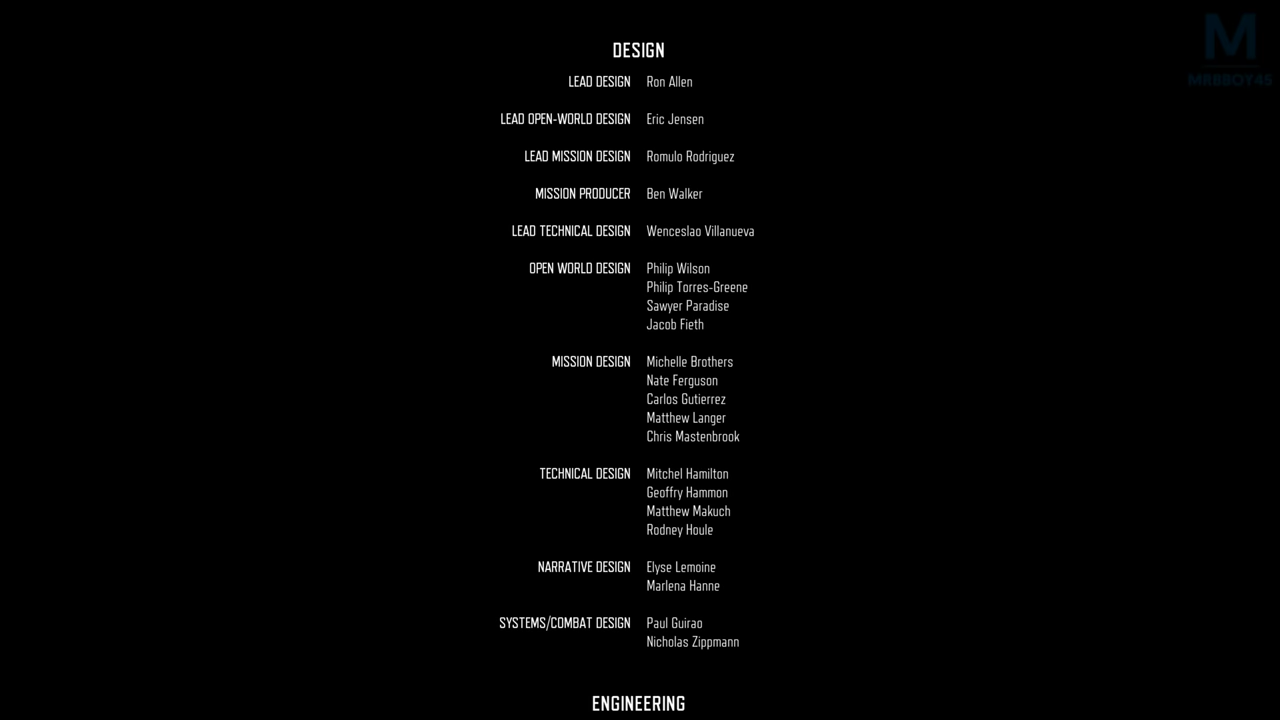 M
MRBBOY45
DESIGN
LEAD DESIGN Ron Allen
LEAD OPEN-WORLD DESIGN Eric Jensen
LEAD MISSION DESIGN Romulo Rodriguez
MISSION PRODUCER Ben Walker
LEAD TECHNICAL DESIGN Wenceslao Villanueva
OPEN WORLD DESIGN Philip Wilson
Philip Torres-Greene
Sawyer Paradise
Jacob Fieth
MISSION DESIGN Michelle Brothers
Nate Ferguson
Carlos Gutierrez
Matthew Langer
Chris Mastenbrook
TECHNICAL DESIGN Mitchel Hamilton
Geoffry Hammon
Matthew Makuch
Rodney Houle
NARRATIVE DESIGN Elyse Lemoine
Marlena Hanne
SYSTEMS/COMBAT DESIGN Paul Guirao
Nicholas Zippmann
ENGINEERING